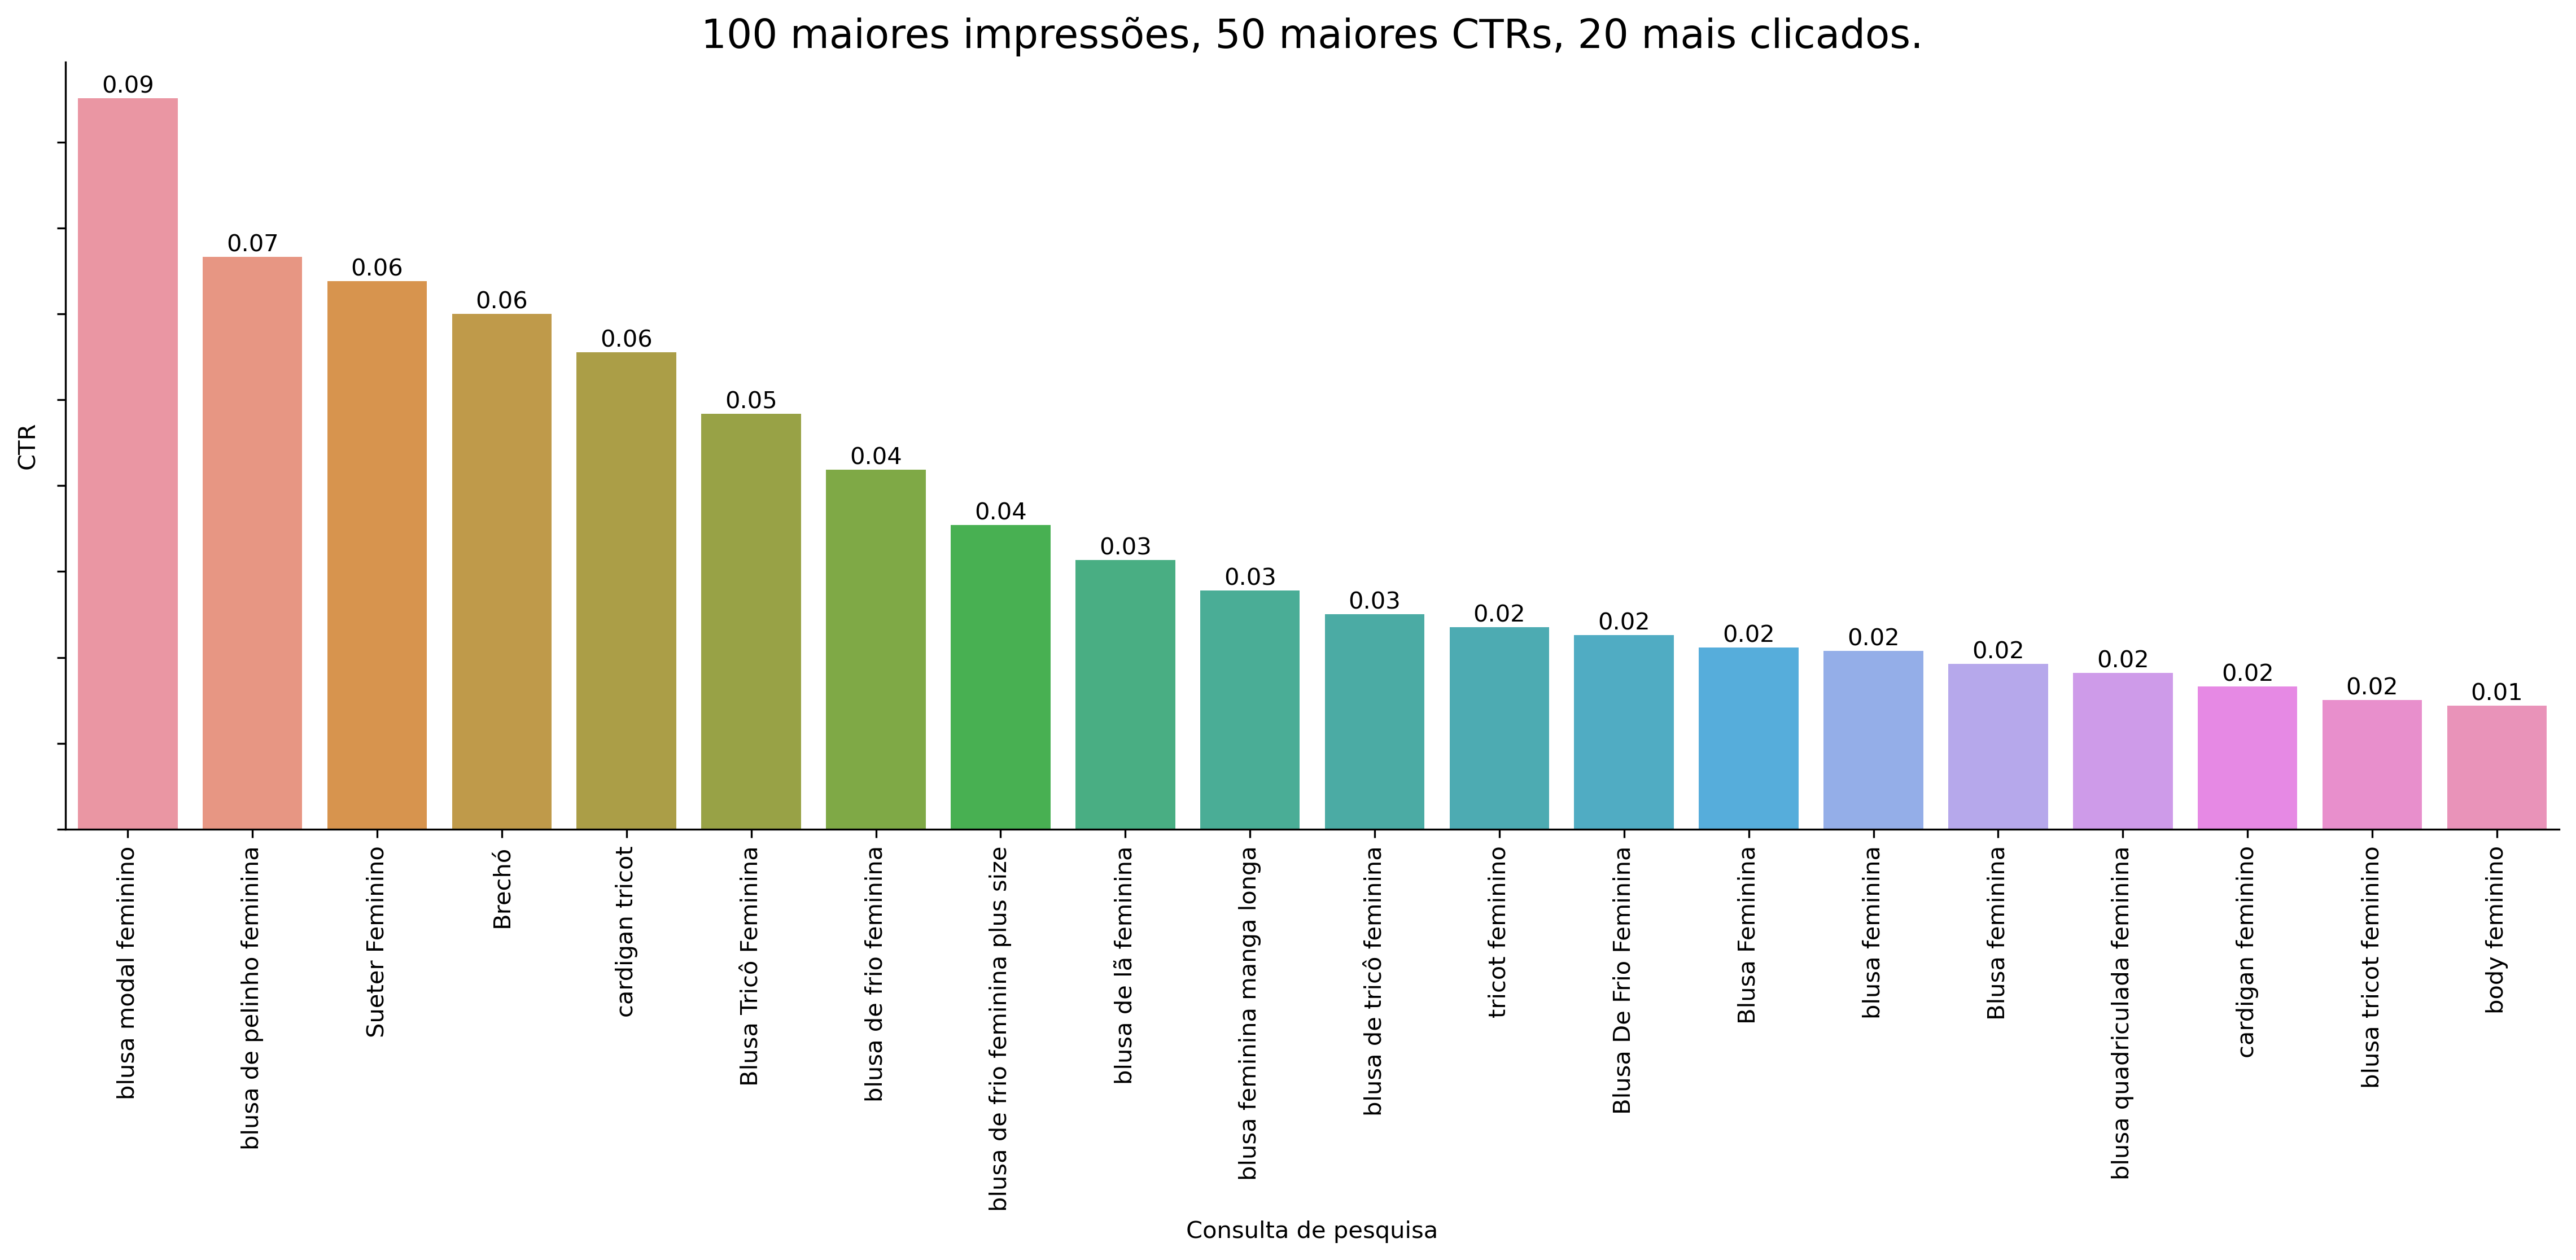 100 maiores impressões, 50 maiores CTRs, 20 mais clicados.
CTR
0.09
0.07
0.06
0.06
0.06
0.05
0.04
0.04
0.03
0.03
0.03
0.02
0.02
0.02
0.02
0.02
0.02
0.02
0.02
0.01
blusa modal feminino
blusa de pelinho feminina
Sueter Feminino
Brechó
cardigan tricot
Blusa Tricô Feminina
blusa de frio feminina
blusa de frio feminina plus size
blusa de lã feminina
blusa feminina manga longa
blusa de tricô feminina
tricot feminino
Blusa De Frio Feminina
Blusa Feminina
blusa feminina
Blusa feminina
blusa quadriculada feminina
cardigan feminino
blusa tricot feminino
body feminino
Consulta de pesquisa